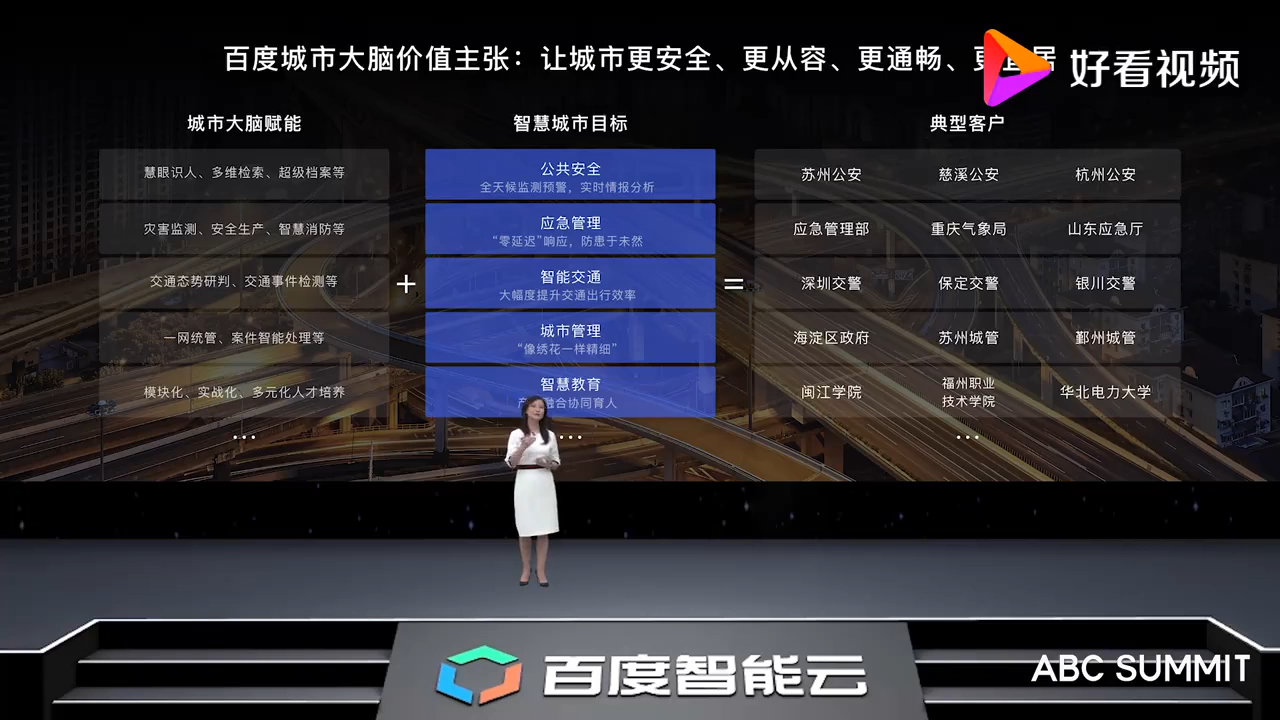 百度城市大脑价值主张：让城市更安全、更从容、更通畅、更宜居
好看视频
城市大脑赋能
智慧城市目标
典型客户
慧眼识人、多维检索、超级档案等
公共安全
全天候监测预警，实时情报分析
苏州公安
慈溪公安
杭州公安
灾害监测、安全生产、智慧消防等
应急管理
“零延迟”响应，防患于未然
应急管理部
重庆气象局
山东应急厅
交通态势研判、交通事件检测等
+
智能交通
大幅度提升交通出行效率
=
深圳交警
保定交警
银川交警
一网统管、案件智能处理等
城市管理
“像绣花一样精细”
海淀区政府
苏州城管
鄞州城管
模块化、实战化、多元化人才培养
智慧教育
产 融合协同育人
闽江学院
福州职业
技术学院
华北电力大学
...
...
...
百度智能云
ABC SUMMIT